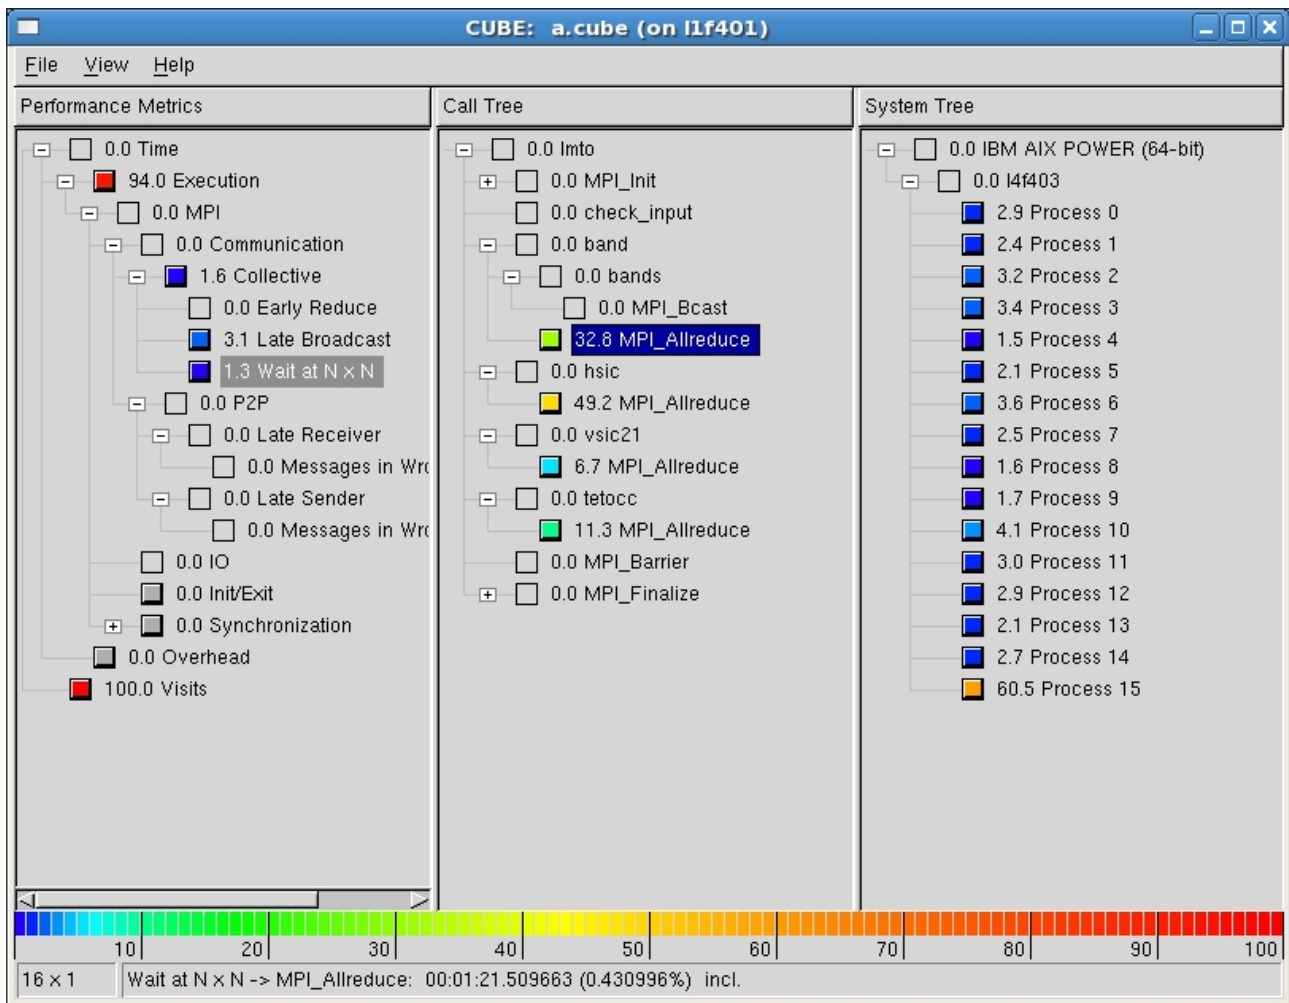 CUBE: a.cube (on l1f401)
File View Help
Performance Metrics
0.0 Time
94.0 Execution
0.0 MPI
0.0 Communication
1.6 Collective
0.0 Early Reduce
3.1 Late Broadcast
1.3 Wait at N x N
0.0 P2P
0.0 Late Receiver
0.0 Messages in Wro
0.0 Late Sender
0.0 Messages in Wro
0.0 IO
0.0 Init/Exit
0.0 Synchronization
0.0 Overhead
100.0 Visits
Call Tree
0.0 lmto
0.0 MPI_Init
0.0 check_input
0.0 band
0.0 bands
0.0 MPI_Bcast
32.8 MPI_Allreduce
0.0 hsic
49.2 MPI_Allreduce
0.0 vsic21
6.7 MPI_Allreduce
0.0 tetocc
11.3 MPI_Allreduce
0.0 MPI_Barrier
0.0 MPI_Finalize
System Tree
0.0 IBM AIX POWER (64-bit)
0.0 l4f403
2.9 Process 0
2.4 Process 1
3.2 Process 2
3.4 Process 3
1.5 Process 4
2.1 Process 5
3.6 Process 6
2.5 Process 7
1.6 Process 8
1.7 Process 9
4.1 Process 10
3.0 Process 11
2.9 Process 12
2.1 Process 13
2.7 Process 14
60.5 Process 15
10 20 30 40 50 60 70 80 90 100
16 x 1 Wait at N x N -> MPI_Allreduce: 00:01:21.509663 (0.430996%) incl.